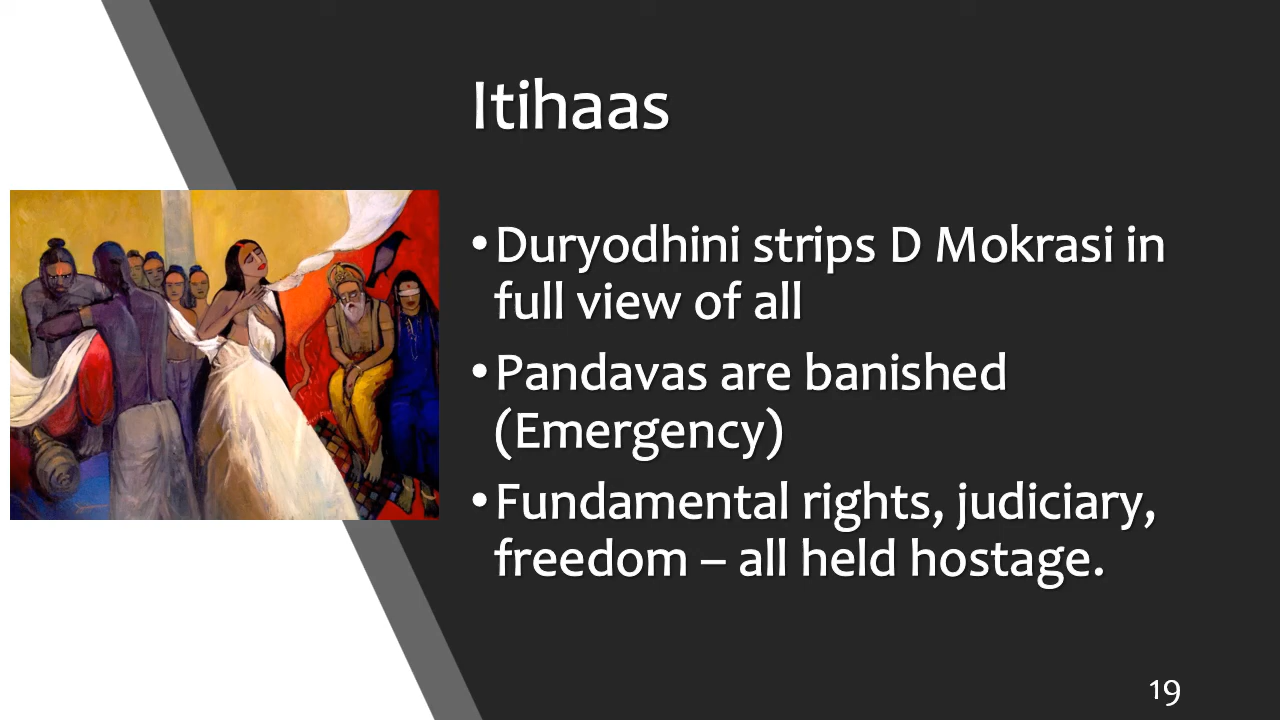 Itihaas
•Duryodhini strips D Mokrasi in
full view of all
•Pandavas are banished
(Emergency)
•Fundamental rights, judiciary,
freedom – all held hostage.
19